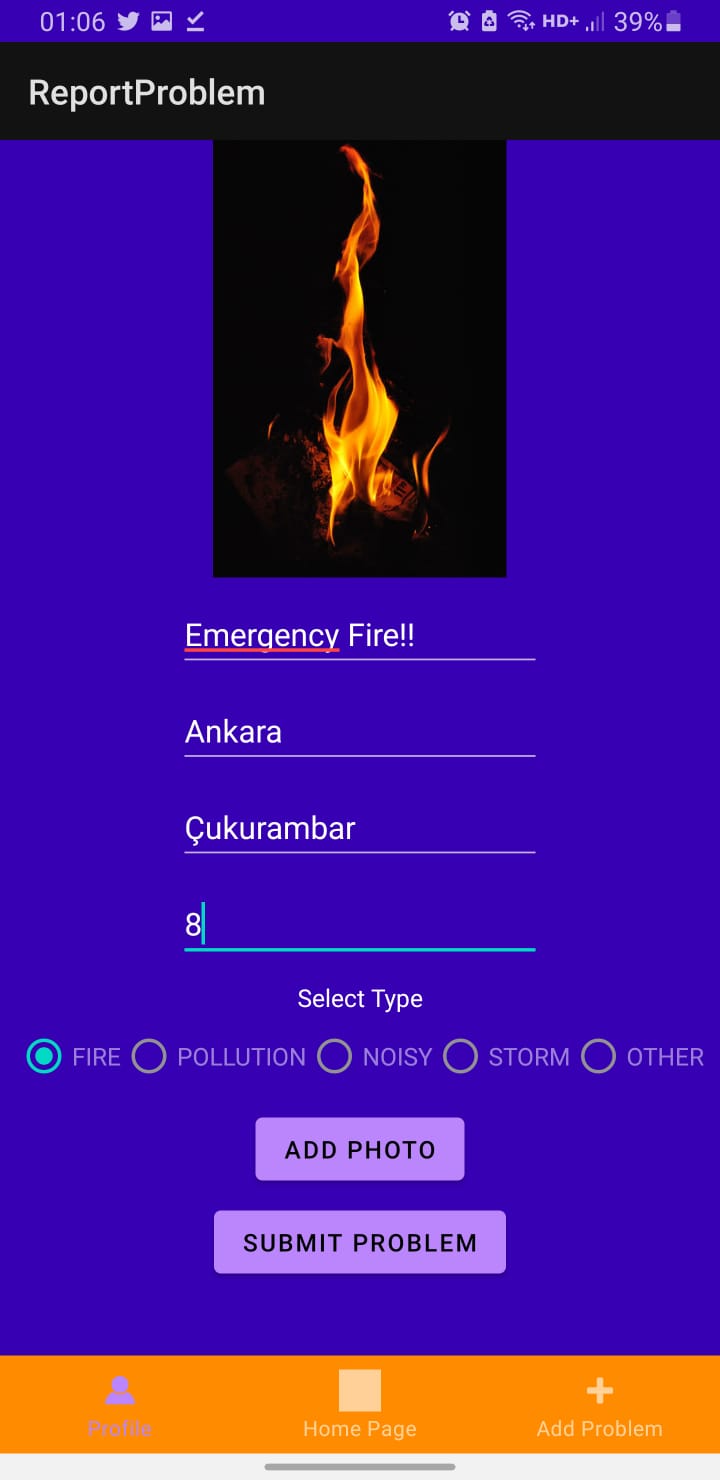 01:06 HD+ 39%
ReportProblem
Emergency Fire!!
Ankara
Çukurambar
8
Select Type
FIRE POLLUTION NOISY STORM OTHER
ADD PHOTO
SUBMIT PROBLEM
Profile Home Page Add Problem